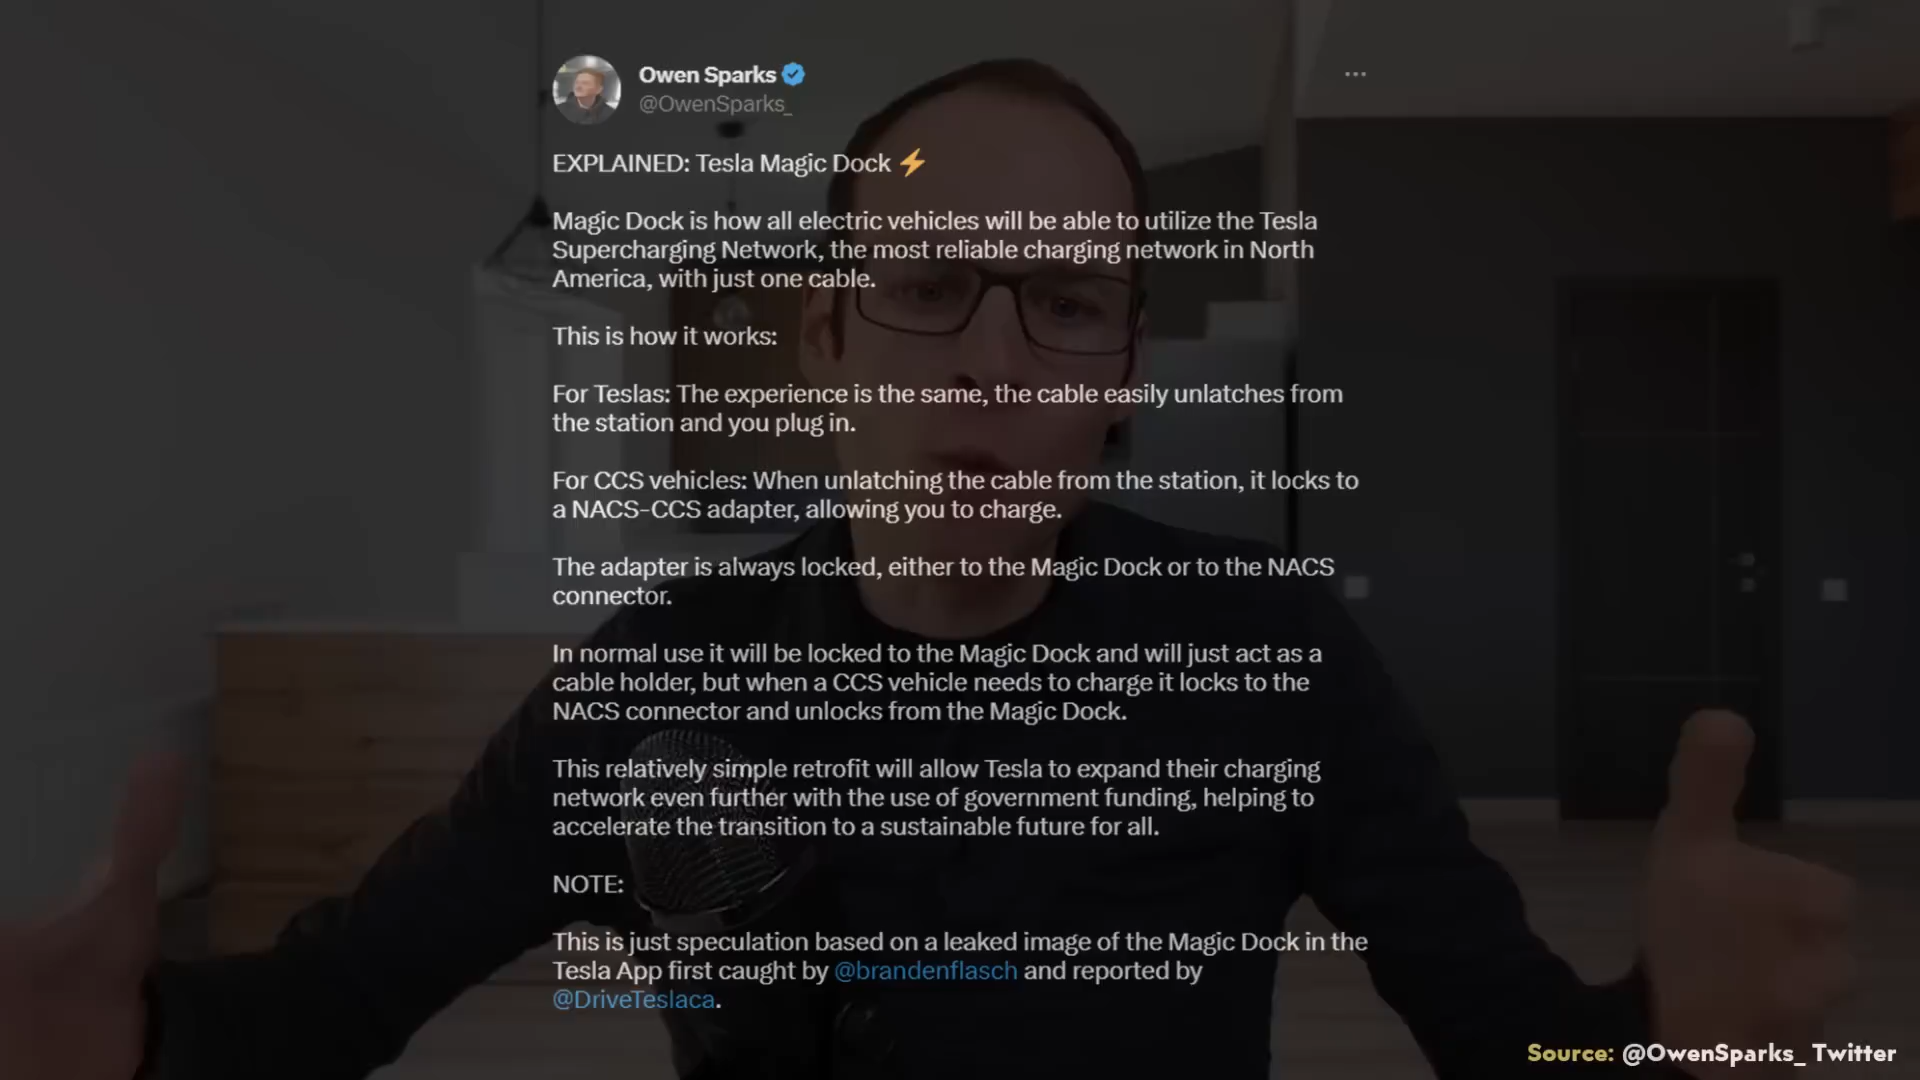 Owen Sparks
@OwenSparks_
EXPLAINED: Tesla Magic Dock ⚡
Magic Dock is how all electric vehicles will be able to utilize the Tesla
Supercharging Network, the most reliable charging network in North
America, with just one cable.
This is how it works:
For Teslas: The experience is the same, the cable easily unlatches from
the station and you plug in.
For CCS vehicles: When unlatching the cable from the station, it locks to
a NACS-CCS adapter, allowing you to charge.
The adapter is always locked, either to the Magic Dock or to the NACS
connector.
In normal use it will be locked to the Magic Dock and will just act as a
cable holder, but when a CCS vehicle needs to charge it locks to the
NACS connector and unlocks from the Magic Dock.
This relatively simple retrofit will allow Tesla to expand their charging
network even further with the use of government funding, helping to
accelerate the transition to a sustainable future for all.
NOTE:
This is just speculation based on a leaked image of the Magic Dock in the
Tesla App first caught by @brandenflasch and reported by
@DriveTeslaca.
Source: @OwenSparks_ Twitter